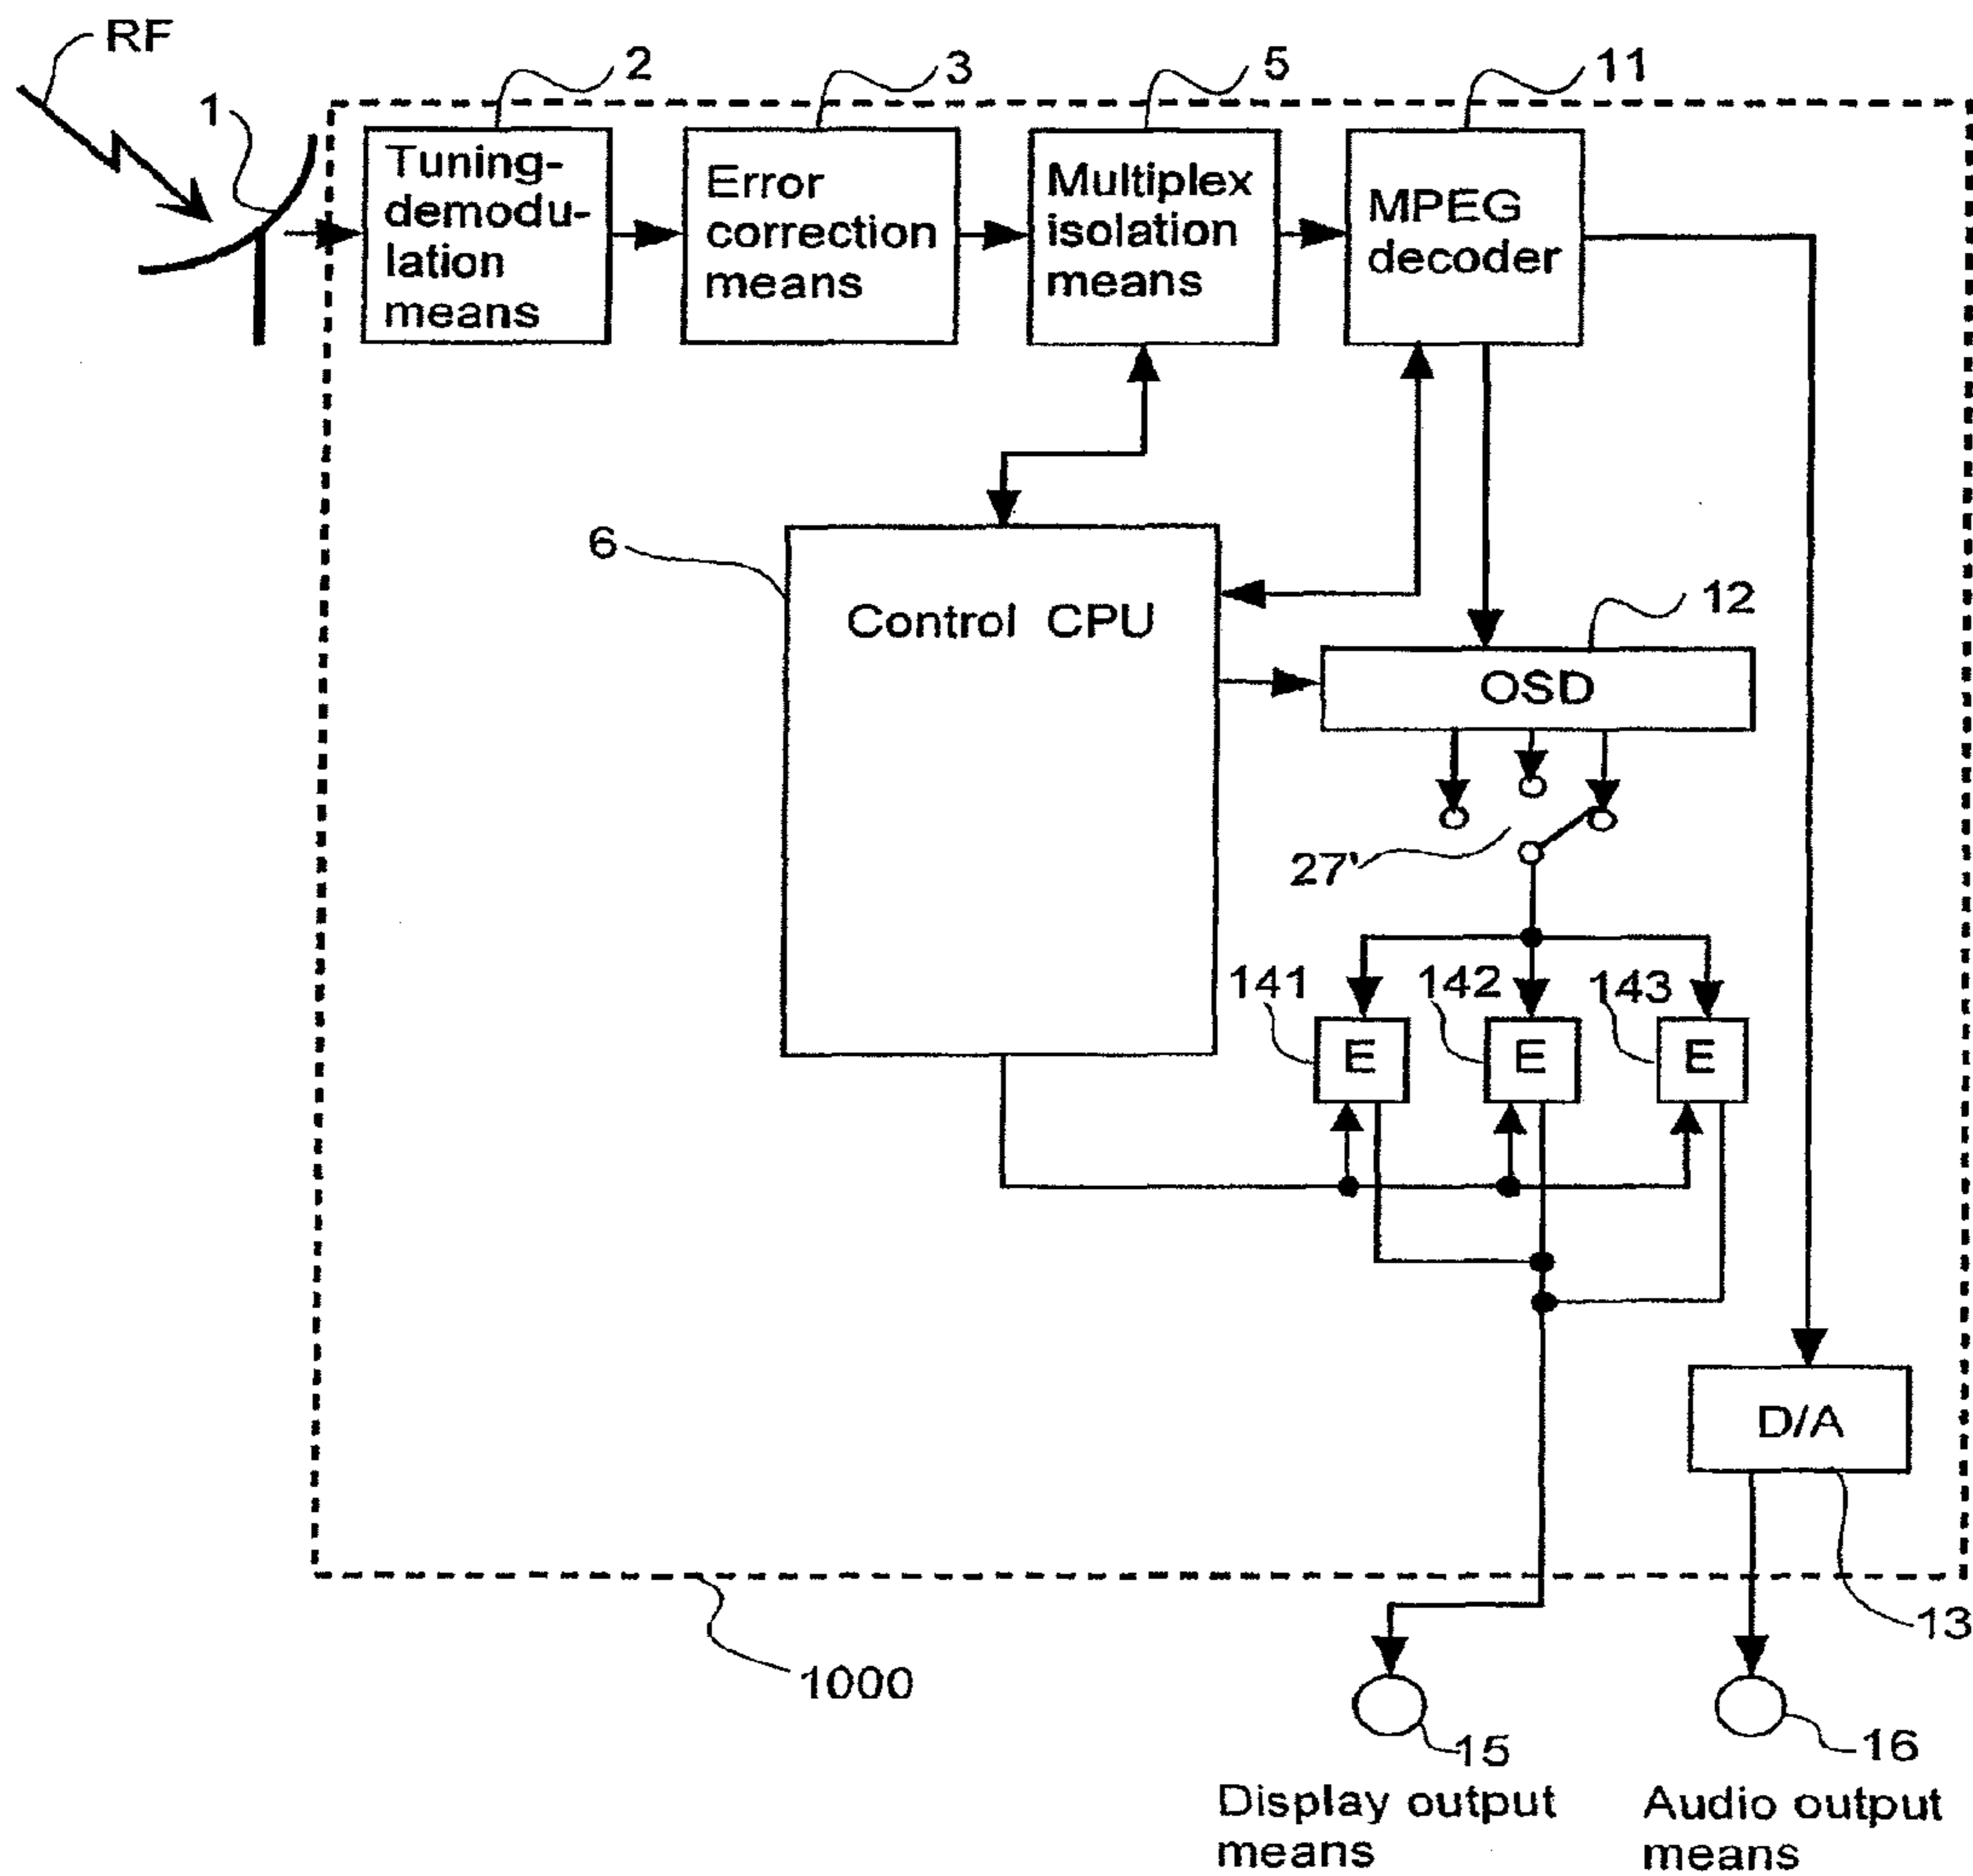 RF
1
2
3
5
11
Tuning-
demodu-
lation
means
Error
correction
means
Multiplex
isolation
means
MPEG
decoder
6
Control CPU
12
OSD
27'
141
142
143
E
E
E
D/A
13
1000
15
16
Display output
means
Audio output
means